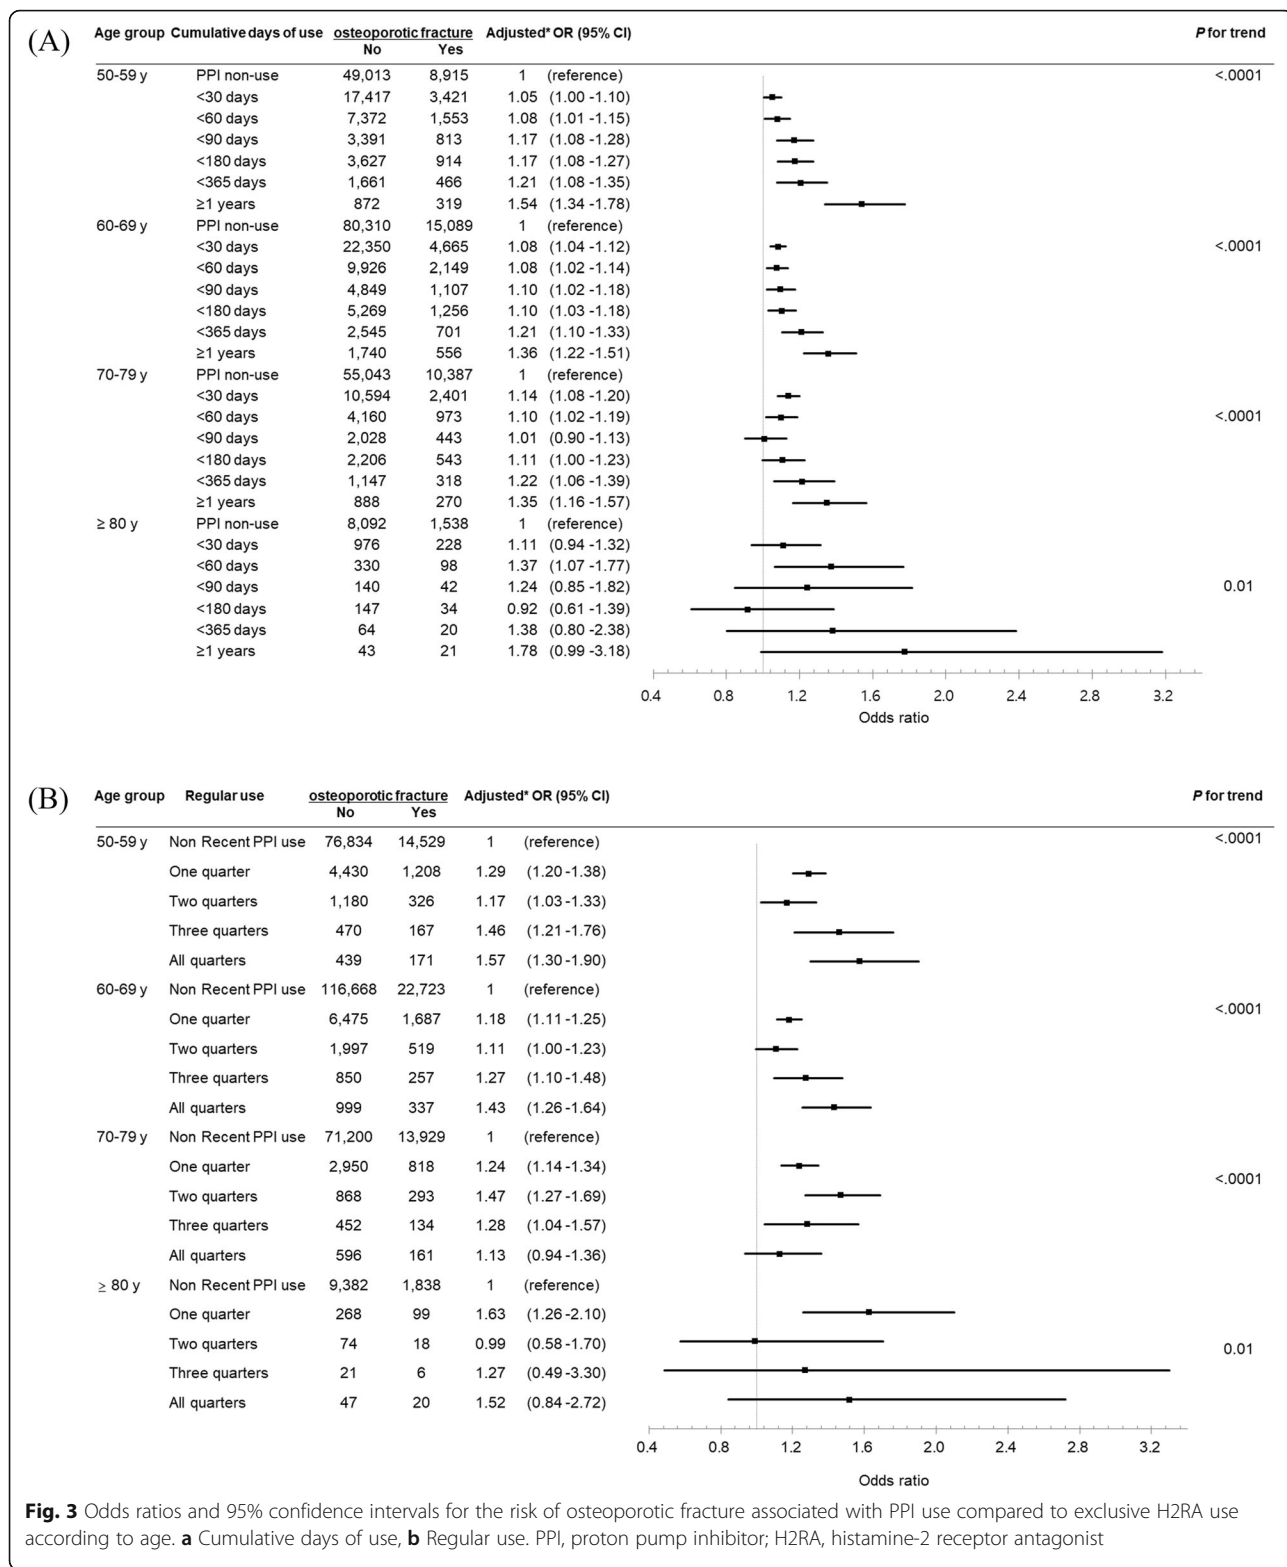 (A) Age group Cumulative days of use osteoporotic fracture Adjusted* OR (95% CI) P for trend
No Yes
50-59 y PPI non-use 49,013 8,915 1 (reference) <.0001
<30 days 17,417 3,421 1.05 (1.00 -1.10)
<60 days 7,372 1,553 1.08 (1.01 -1.15)
<90 days 3,391 813 1.17 (1.08 -1.28)
<180 days 3,627 914 1.17 (1.08 -1.27)
<365 days 1,661 466 1.21 (1.08 -1.35)
≥1 years 872 319 1.54 (1.34 -1.78)
60-69 y PPI non-use 80,310 15,089 1 (reference)
<30 days 22,350 4,665 1.08 (1.04 -1.12) <.0001
<60 days 9,926 2,149 1.08 (1.02 -1.14)
<90 days 4,849 1,107 1.10 (1.02 -1.18)
<180 days 5,269 1,256 1.10 (1.03 -1.18)
<365 days 2,545 701 1.21 (1.10 -1.33)
≥1 years 1,740 556 1.36 (1.22 -1.51)
70-79 y PPI non-use 55,043 10,387 1 (reference)
<30 days 10,594 2,401 1.14 (1.08 -1.20)
<60 days 4,160 973 1.10 (1.02 -1.19) <.0001
<90 days 2,028 443 1.01 (0.90 -1.13)
<180 days 2,206 543 1.11 (1.00 -1.23)
<365 days 1,147 318 1.22 (1.06 -1.39)
≥1 years 888 270 1.35 (1.16 -1.57)
≥ 80 y PPI non-use 8,092 1,538 1 (reference)
<30 days 976 228 1.11 (0.94 -1.32)
<60 days 330 98 1.37 (1.07 -1.77)
<90 days 140 42 1.24 (0.85 -1.82) 0.01
<180 days 147 34 0.92 (0.61 -1.39)
<365 days 64 20 1.38 (0.80 -2.38)
≥1 years 43 21 1.78 (0.99 -3.18)
0.4 0.8 1.2 1.6 2.0 2.4 2.8 3.2
Odds ratio
(B) Age group Regular use osteoporotic fracture Adjusted* OR (95% CI) P for trend
No Yes
50-59 y Non Recent PPI use 76,834 14,529 1 (reference) <.0001
One quarter 4,430 1,208 1.29 (1.20 -1.38)
Two quarters 1,180 326 1.17 (1.03 -1.33)
Three quarters 470 167 1.46 (1.21 -1.76)
All quarters 439 171 1.57 (1.30 -1.90)
60-69 y Non Recent PPI use 116,668 22,723 1 (reference)
One quarter 6,475 1,687 1.18 (1.11 -1.25) <.0001
Two quarters 1,997 519 1.11 (1.00 -1.23)
Three quarters 850 257 1.27 (1.10 -1.48)
All quarters 999 337 1.43 (1.26 -1.64)
70-79 y Non Recent PPI use 71,200 13,929 1 (reference)
One quarter 2,950 818 1.24 (1.14 -1.34) <.0001
Two quarters 868 293 1.47 (1.27 -1.69)
Three quarters 452 134 1.28 (1.04 -1.57)
All quarters 596 161 1.13 (0.94 -1.36)
≥ 80 y Non Recent PPI use 9,382 1,838 1 (reference)
One quarter 268 99 1.63 (1.26 -2.10)
Two quarters 74 18 0.99 (0.58 -1.70) 0.01
Three quarters 21 6 1.27 (0.49 -3.30)
All quarters 47 20 1.52 (0.84 -2.72)
0.4 0.8 1.2 1.6 2.0 2.4 2.8 3.2
Odds ratio
Fig. 3 Odds ratios and 95% confidence intervals for the risk of osteoporotic fracture associated with PPI use compared to exclusive H2RA use
according to age. a Cumulative days of use, b Regular use. PPI, proton pump inhibitor; H2RA, histamine-2 receptor antagonist